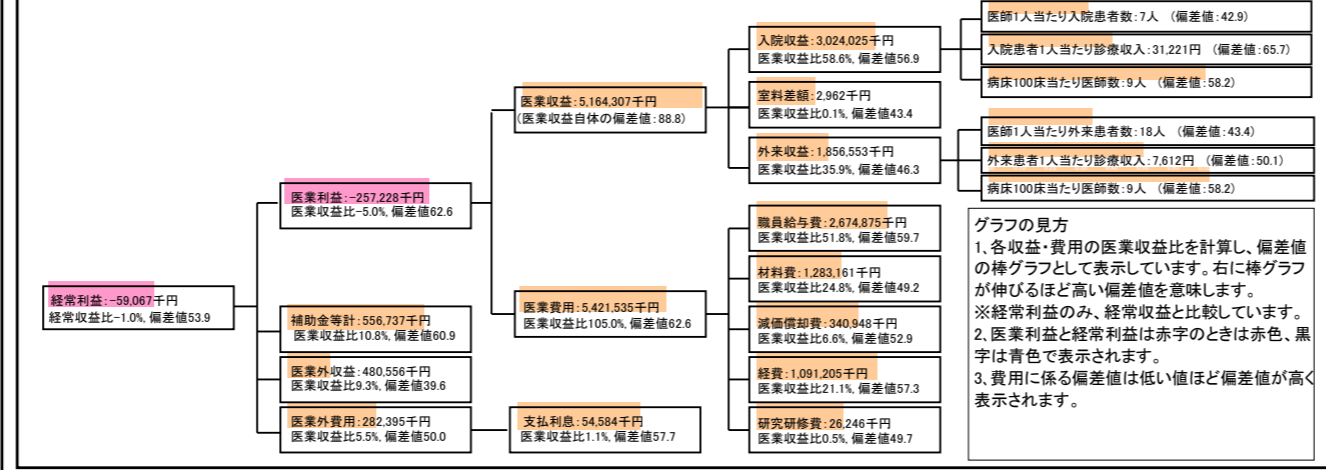 経常利益:-59,067千円
経常収比-1.0%, 偏差値53.9
医業利益:-257,228千円
医業収益比-5.0%, 偏差値62.6
補助金等計:556,737千円
医業収益比10.8%, 偏差値60.9
医業外収益:480,556千円
医業収益比9.3%, 偏差値39.6
医業外費用:282,395千円
医業収益比5.5%, 偏差値50.0
医業収益:5,164,307千円
(医業収益自体の偏差値:88.8)
医業費用:5,421,535千円
医業収益比105.0%, 偏差値62.6
支払利息:54,584千円
医業収益比1.1%, 偏差値57.7
入院収益:3,024,025千円
医業収益比58.6%, 偏差値56.9
室料差額:2,962千円
医業収益比0.1%, 偏差値43.4
外来収益:1,856,553千円
医業収益比35.9%, 偏差値46.3
職員給与費:2,674,875千円
医業収益比51.8%, 偏差値59.7
材料費:1,283,161千円
医業収益比24.8%, 偏差値49.2
減価償却費:340,948千円
医業収益比6.6%, 偏差値52.9
経費:1,091,205千円
医業収益比21.1%, 偏差値57.3
研究研修費:26,246千円
医業収益比0.5%, 偏差値49.7
医師1人当たり入院患者数:7人 (偏差値:42.9)
入院患者1人当たり診療収入:31,221円 (偏差値:65.7)
病床100床当たり医師数:9人 (偏差値:58.2)
医師1人当たり外来患者数:18人 (偏差値:43.4)
外来患者1人当たり診療収入:7,612円 (偏差値:50.1)
病床100床当たり医師数:9人 (偏差値:58.2)
グラフの見方
1、各収益・費用の医業収益比を計算し、偏差値
の棒グラフとして表示しています。右に棒グラフ
が伸びるほど高い偏差値を意味します。
※経常利益のみ、経常収益と比較しています。
2、医業利益と経常利益は赤字のときは赤色、黒
字は青色で表示されます。
3、費用に係る偏差値は低い値ほど偏差値が高く
表示されます。